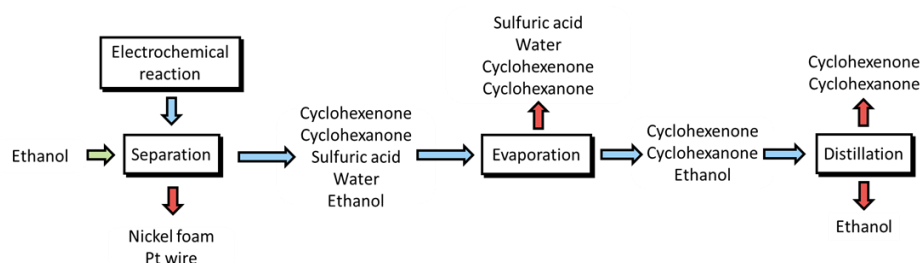 Electrochemical
reaction
Ethanol
Separation
Nickel foam
Pt wire
Cyclohexenone
Cyclohexanone
Sulfuric acid
Water
Ethanol
Sulfuric acid
Water
Cyclohexenone
Cyclohexanone
Evaporation
Cyclohexenone
Cyclohexanone
Ethanol
Cyclohexenone
Cyclohexanone
Distillation
Ethanol